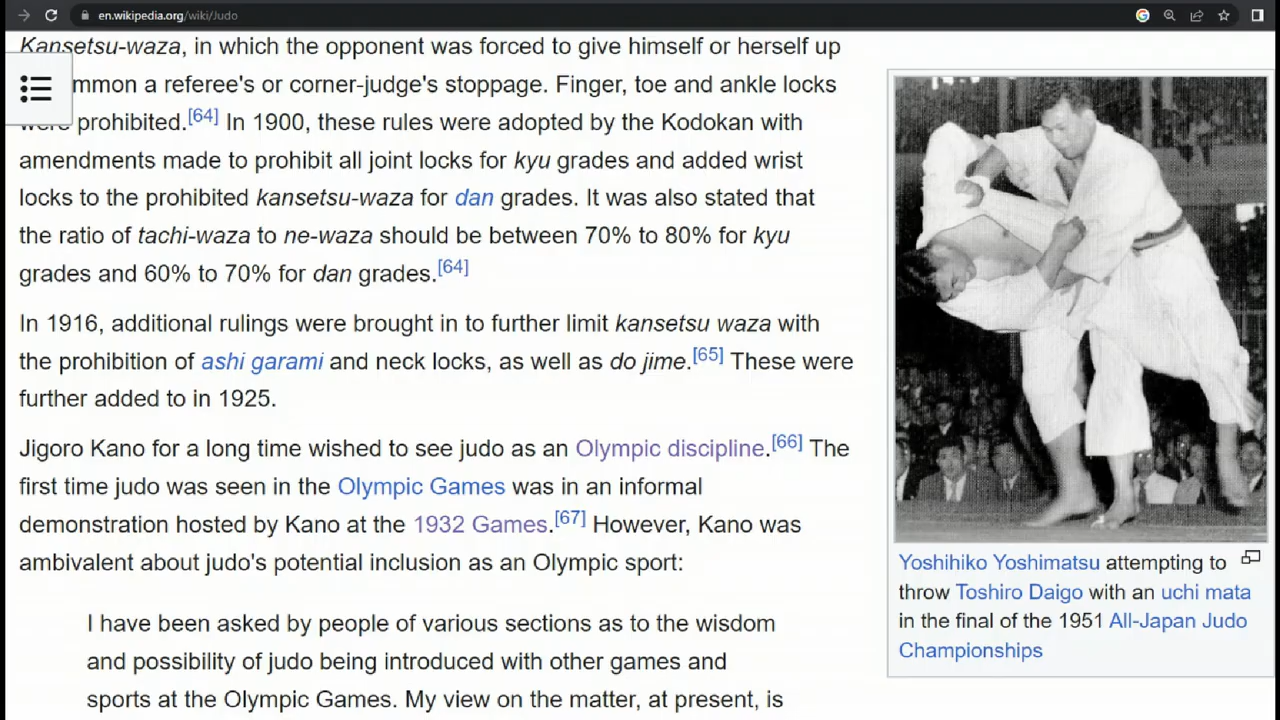 en.wikipedia.org/wiki/Judo
Kansetsu-waza, in which the opponent was forced to give himself or herself up
mmon a referee's or corner-judge's stoppage. Finger, toe and ankle locks
were prohibited.[64] In 1900, these rules were adopted by the Kodokan with
amendments made to prohibit all joint locks for kyu grades and added wrist
locks to the prohibited kansetsu-waza for dan grades. It was also stated that
the ratio of tachi-waza to ne-waza should be between 70% to 80% for kyu
grades and 60% to 70% for dan grades.[64]
In 1916, additional rulings were brought in to further limit kansetsu waza with
the prohibition of ashi garami and neck locks, as well as do jime.[65] These were
further added to in 1925.
Jigoro Kano for a long time wished to see judo as an Olympic discipline.[66] The
first time judo was seen in the Olympic Games was in an informal
demonstration hosted by Kano at the 1932 Games.[67] However, Kano was
ambivalent about judo's potential inclusion as an Olympic sport:
I have been asked by people of various sections as to the wisdom
and possibility of judo being introduced with other games and
sports at the Olympic Games. My view on the matter, at present, is
Yoshihiko Yoshimatsu attempting to
throw Toshiro Daigo with an uchi mata
in the final of the 1951 All-Japan Judo
Championships